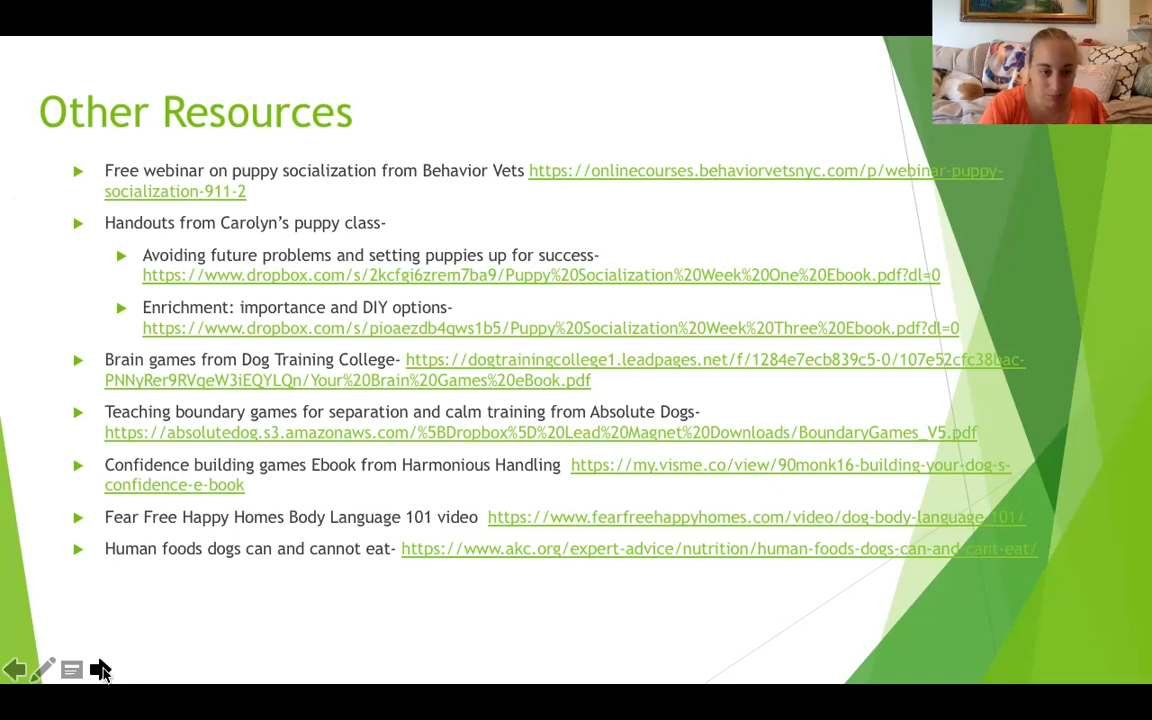 Other Resources
Free webinar on puppy socialization from Behavior Vets https://onlinecourses.behaviorvetsnyc.com/p/webinar-puppy-
socialization-911-2
Handouts from Carolyn's puppy class-
Avoiding future problems and setting puppies up for success-
https://www.dropbox.com/s/2kcfgi6zrem7ba9/Puppy%20Socialization%20Week%20One%20Ebook.pdf?dl=0
Enrichment: importance and DIY options-
https://www.dropbox.com/s/pioaezdb4qws1b5/Puppy%20Socialization%20Week%20Three%20Ebook.pdf?dl=0
Brain games from Dog Training College- https://dogtrainingcollege1.leadpages.net/f/1284e7ecb839c5-0/107e52cfc38bac-
PNNyRer9RVqeW3iEQYLQn/Your%20Brain%20Games%20eBook.pdf
Teaching boundary games for separation and calm training from Absolute Dogs-
https://absolutedog.s3.amazonaws.com/%5BDropbox%5D%20Lead%20Magnet%20Downloads/BoundaryGames_V5.pdf
Confidence building games Ebook from Harmonious Handling https://my.visme.co/view/90monk16-building-your-dog-s-
confidence-e-book
Fear Free Happy Homes Body Language 101 video https://www.fearfreehappyhomes.com/video/dog-body-language-101/
Human foods dogs can and cannot eat- https://www.akc.org/expert-advice/nutrition/human-foods-dogs-can-and-cant-eat/